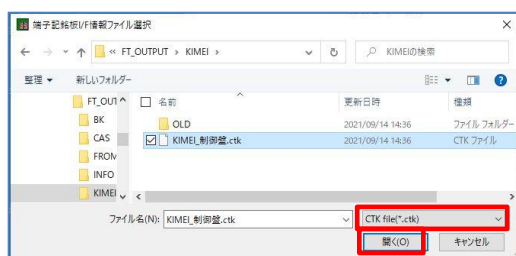 端子記銘板I/F情報ファイル選択
« FT_OUTPUT › KIMEI ›
KIMEIの検索
整理 新しいフォルダー
名前 更新日時 種類
FT_OUT
BK
CAS
FROM
INFO
KIMEI
OLD 2021/09/14 14:36 ファイル フォルダー
KIMEI_制御盤.ctk 2021/09/14 14:36 CTK ファイル
ファイル名(N): KIMEI_制御盤.ctk CTK file(*.ctk)
開く(O) キャンセル